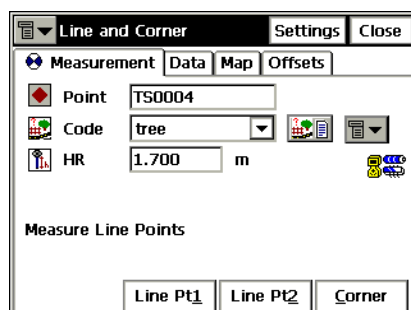 Line and Corner Settings Close
Measurement Data Map Offsets
Point TS0004
Code tree
HR 1.700 m
Measure Line Points
Line Pt1 Line Pt2 Corner